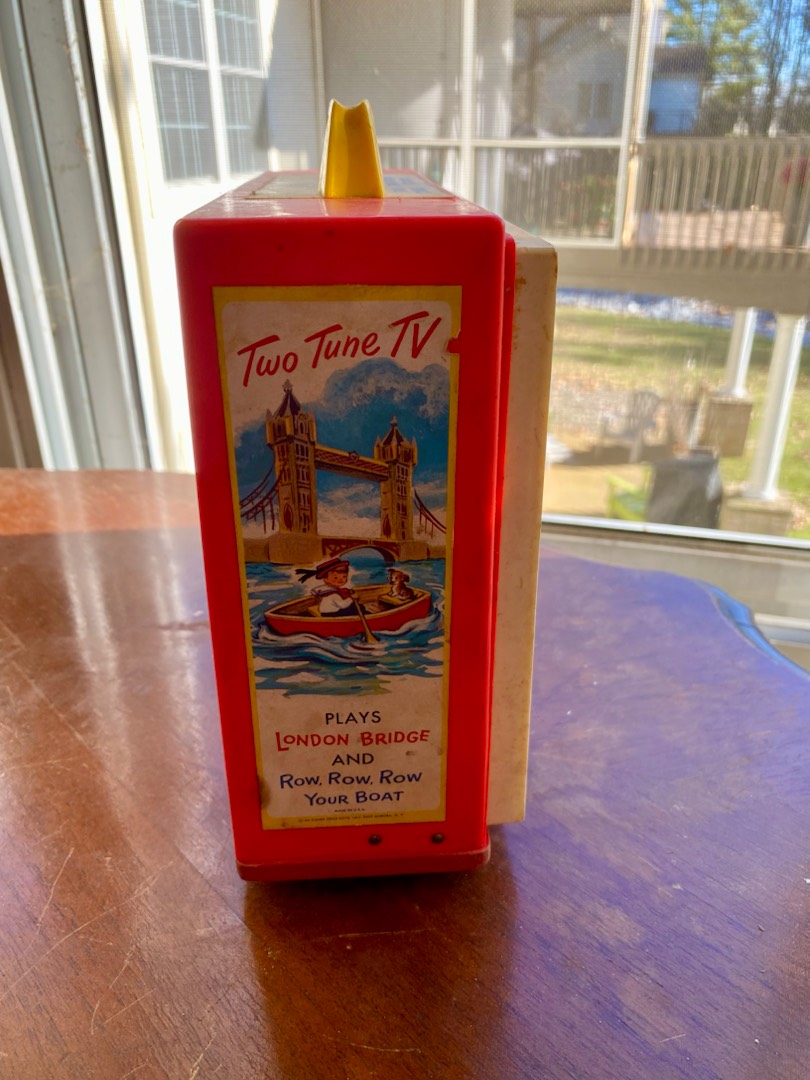 Two Tune TV
PLAYS
LONDON BRIDGE
AND
ROW, ROW, ROW
YOUR BOAT